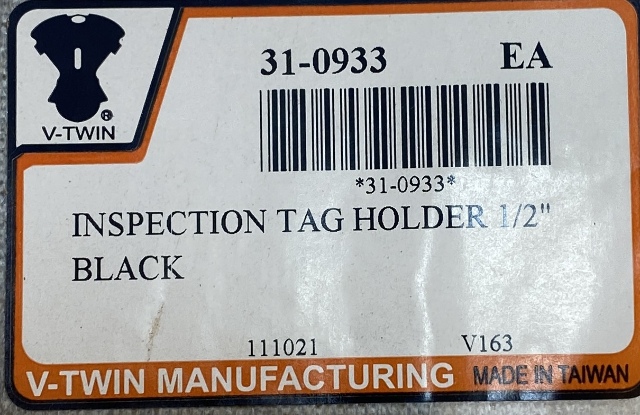 31-0933 EA
®
V-TWIN
*31-0933*
INSPECTION TAG HOLDER 1/2"
BLACK
111021 V163
V-TWIN MANUFACTURING MADE IN TAIWAN